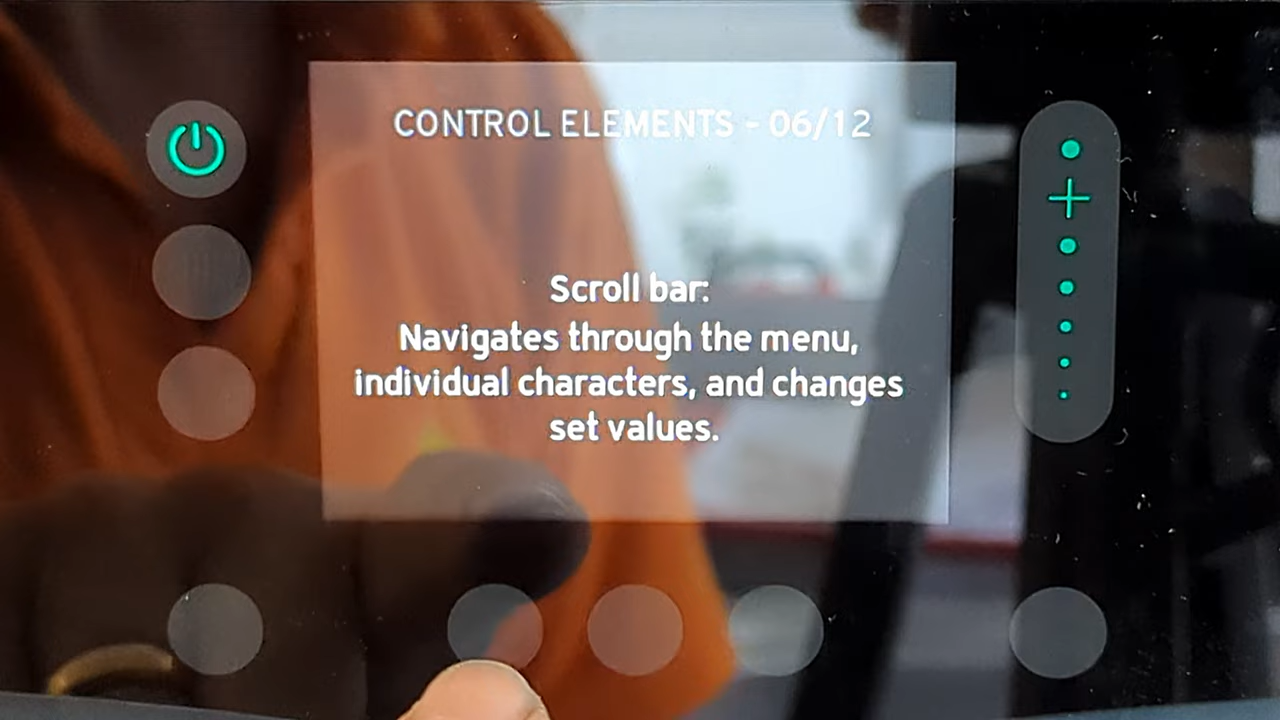 CONTROL ELEMENTS - 06/12
Scroll bar:
Navigates through the menu,
individual characters, and changes
set values.